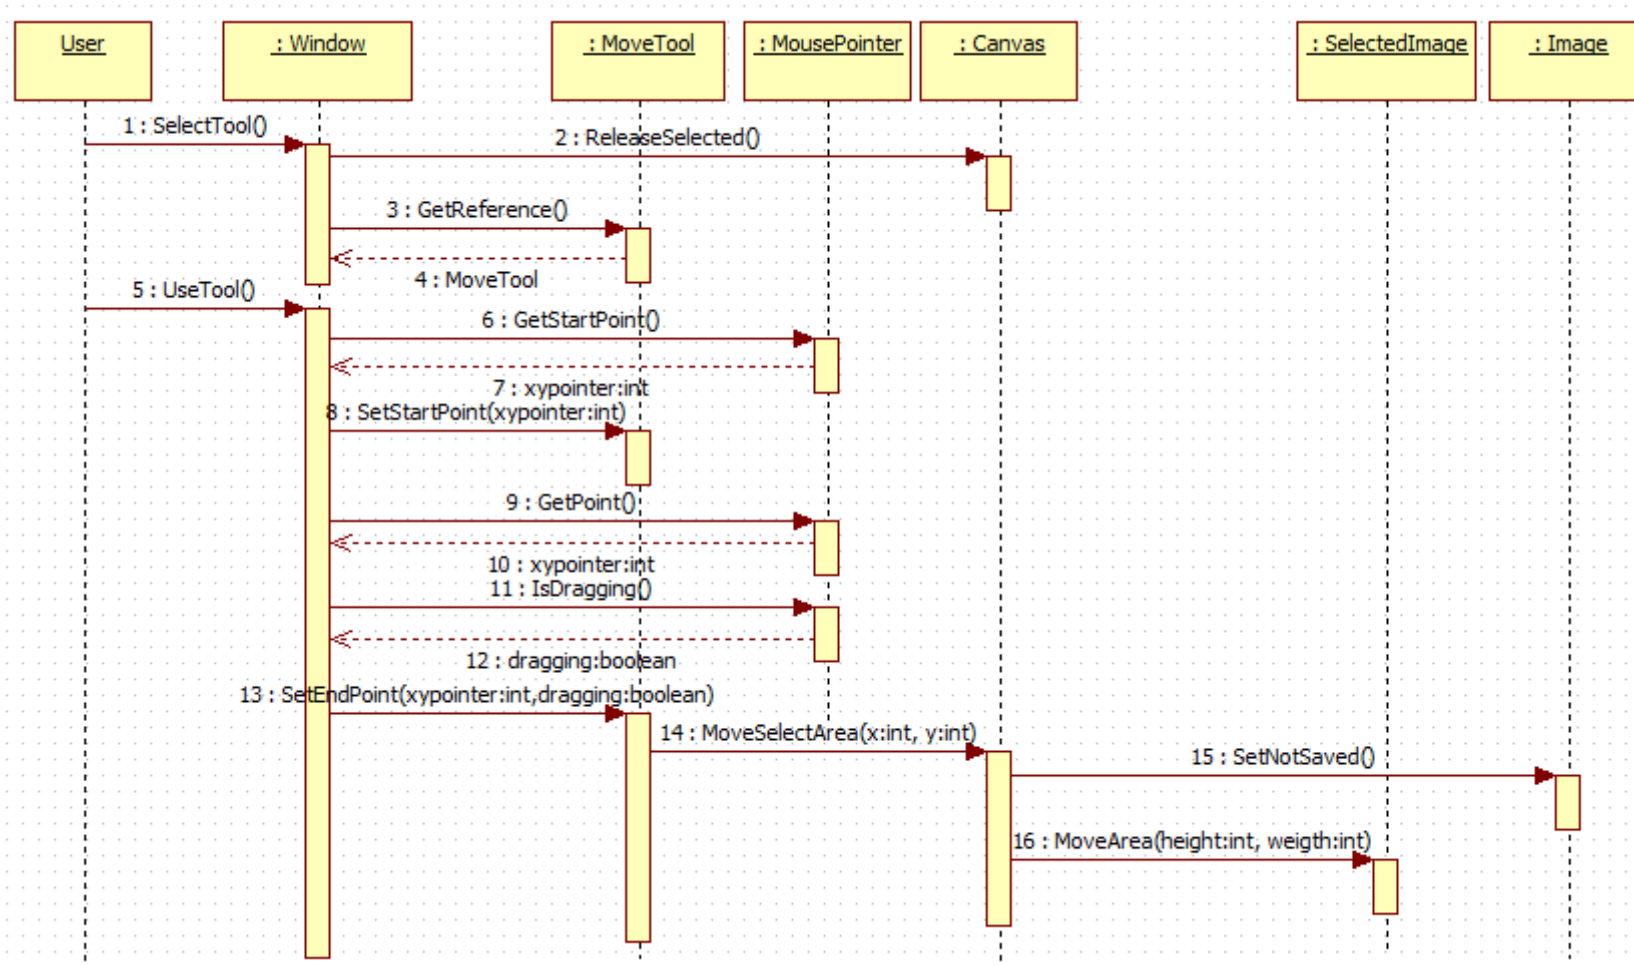 User
: Window
: MoveTool
: MousePointer
: Canvas
: SelectedImage
: Image
1 : SelectTool()
2 : ReleaseSelected()
3 : GetReference()
4 : MoveTool
5 : UseTool()
6 : GetStartPoint()
7 : xypointer:int
8 : SetStartPoint(xypointer:int)
9 : GetPoint()
10 : xypointer:int
11 : IsDragging()
12 : dragging:boolean
13 : SetEndPoint(xypointer:int,dragging:boolean)
14 : MoveSelectArea(x:int, y:int)
15 : SetNotSaved()
16 : MoveArea(height:int, weigth:int)